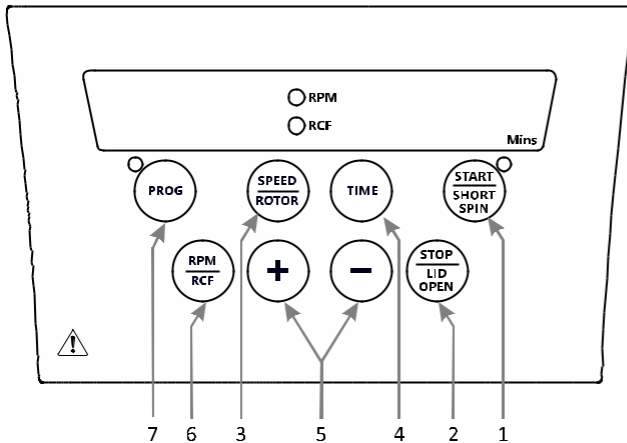 RPM
RCF
Mins
PROG
SPEED
ROTOR
TIME
START
SHORT
SPIN
RPM
RCF
+
−
STOP
LID
OPEN
7 6 3 5 4 2 1